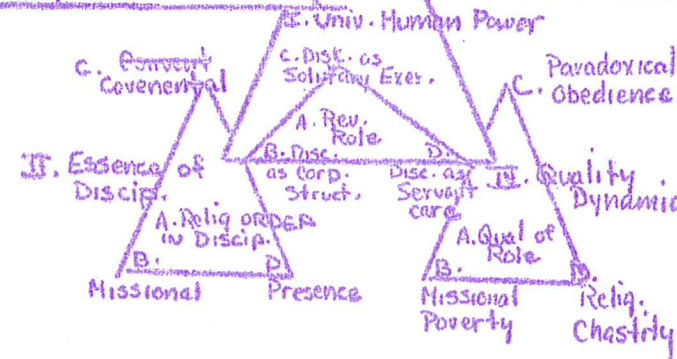 I. Univ. Human Power
C. Disc. as
Solitary Exer.
C. Convert
Covenental
Paradoxical
C. Obedience
A. Rev.
Role
B. Disc. D.
as Corp. Disc. as
Struct. Servant
care
II. Essence of
Discip.
IV. Quality
Dynamic
A. Relig ORDER
in Discip.
A. Qual of
Role
B. D.
Missional Presence
B. D.
Missional Relig.
Poverty Chastity